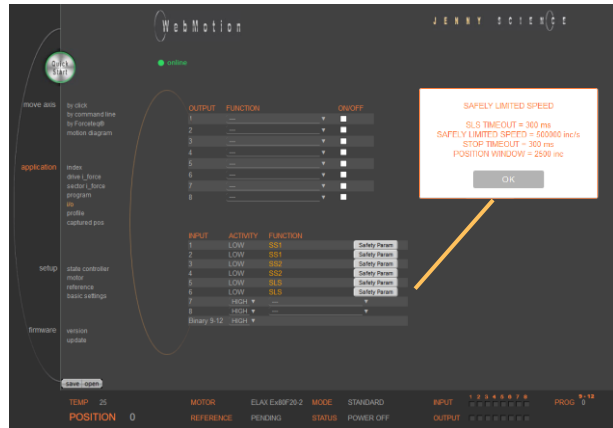 WebMotion
JENNY SCIENCE
Quick
Start
online
move axis
by click
by command line
by Forceteq®
motion diagram
application
index
drive i_force
sector i_force
program
i/o
profile
captured pos
setup
state controller
motor
reference
basic settings
firmware
version
update
save open
OUTPUT FUNCTION ON/OFF
1 ---
2 ---
3 ---
4 ---
5 ---
6 ---
7 ---
8 ---
INPUT ACTIVITY FUNCTION
1 LOW SS1 Safety Param
2 LOW SS1 Safety Param
3 LOW SS2 Safety Param
4 LOW SS2 Safety Param
5 LOW SLS Safety Param
6 LOW SLS Safety Param
7 HIGH ---
8 HIGH ---
Binary 9-12 HIGH
SAFELY LIMITED SPEED
SLS TIMEOUT = 300 ms
SAFELY LIMITED SPEED = 500000 inc/s
STOP TIMEOUT = 300 ms
POSITION WINDOW = 2500 inc
OK
TEMP 25 MOTOR ELAX Ex80F20-2 MODE STANDARD INPUT 1 2 3 4 5 6 7 8 PROG 9-12 0
POSITION 0 REFERENCE PENDING STATUS POWER OFF OUTPUT